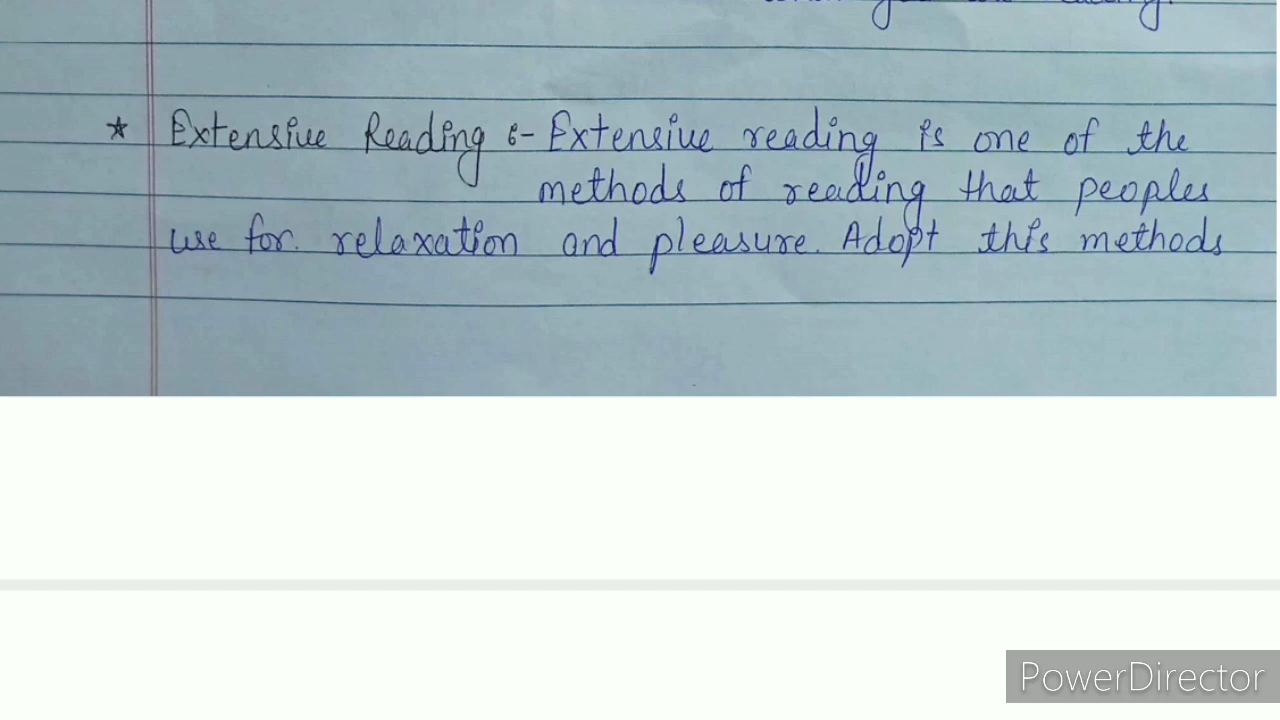 * Extensive Reading :- Extensive reading is one of the
methods of reading that peoples
use for relaxation and pleasure. Adopt this methods
PowerDirector